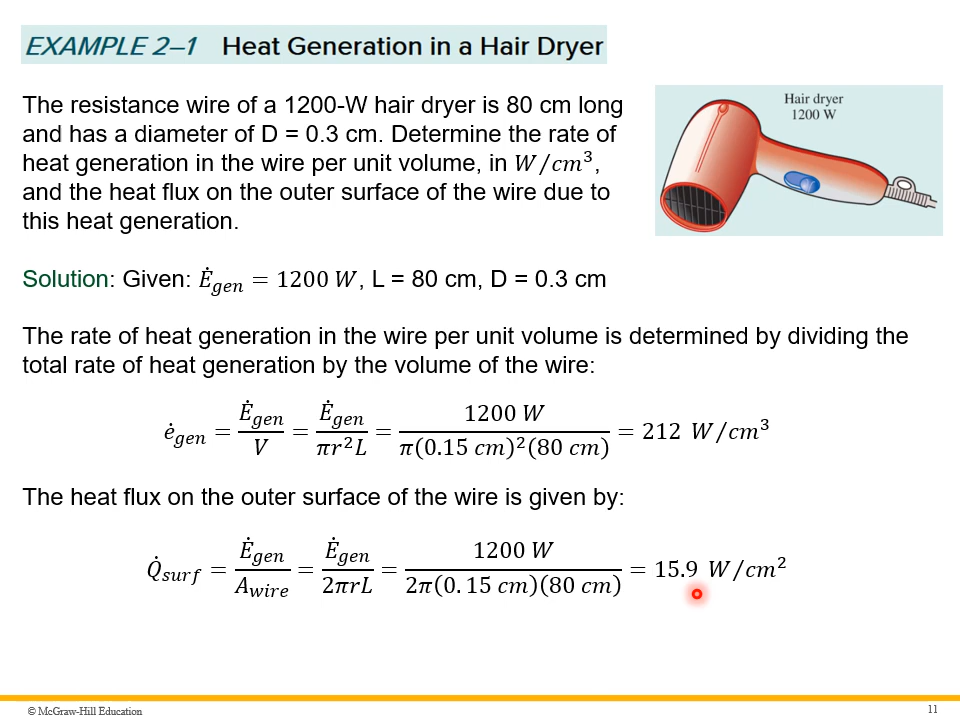 EXAMPLE 2–1 Heat Generation in a Hair Dryer
The resistance wire of a 1200-W hair dryer is 80 cm long
and has a diameter of D = 0.3 cm. Determine the rate of
heat generation in the wire per unit volume, in W/cm³,
and the heat flux on the outer surface of the wire due to
this heat generation.
Hair dryer
1200 W
Solution: Given: Ė_gen = 1200 W, L = 80 cm, D = 0.3 cm
The rate of heat generation in the wire per unit volume is determined by dividing the
total rate of heat generation by the volume of the wire:
ė_gen = Ė_gen/V = Ė_gen/πr²L = 1200 W/π(0.15 cm)²(80 cm) = 212 W/cm³
The heat flux on the outer surface of the wire is given by:
Q̇_surf = Ė_gen/A_wire = Ė_gen/2πrL = 1200 W/2π(0.15 cm)(80 cm) = 15.9 W/cm²
© McGraw-Hill Education
11